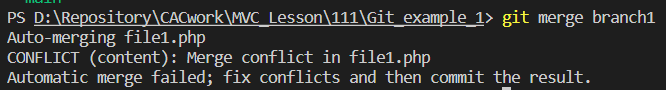 main
PS D:\Repository\CACwork\MVC_Lesson\111\Git_example_1> git merge branch1
Auto-merging file1.php
CONFLICT (content): Merge conflict in file1.php
Automatic merge failed; fix conflicts and then commit the result.